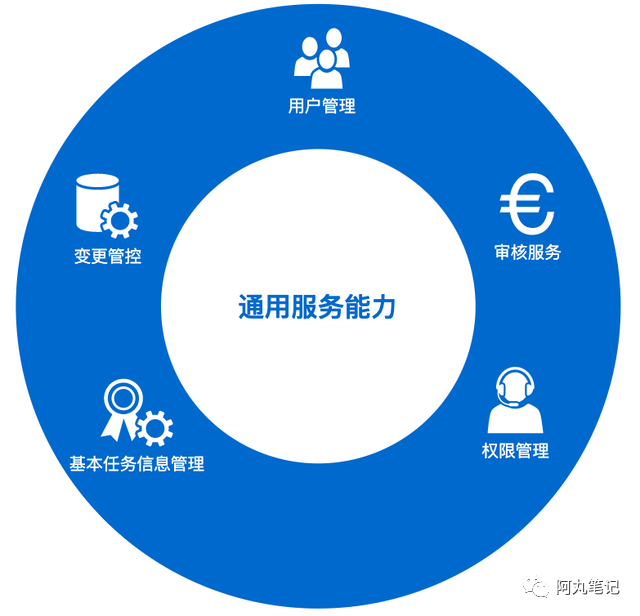 用户管理
变更管控
审核服务
通用服务能力
基本任务信息管理
权限管理
阿丸笔记